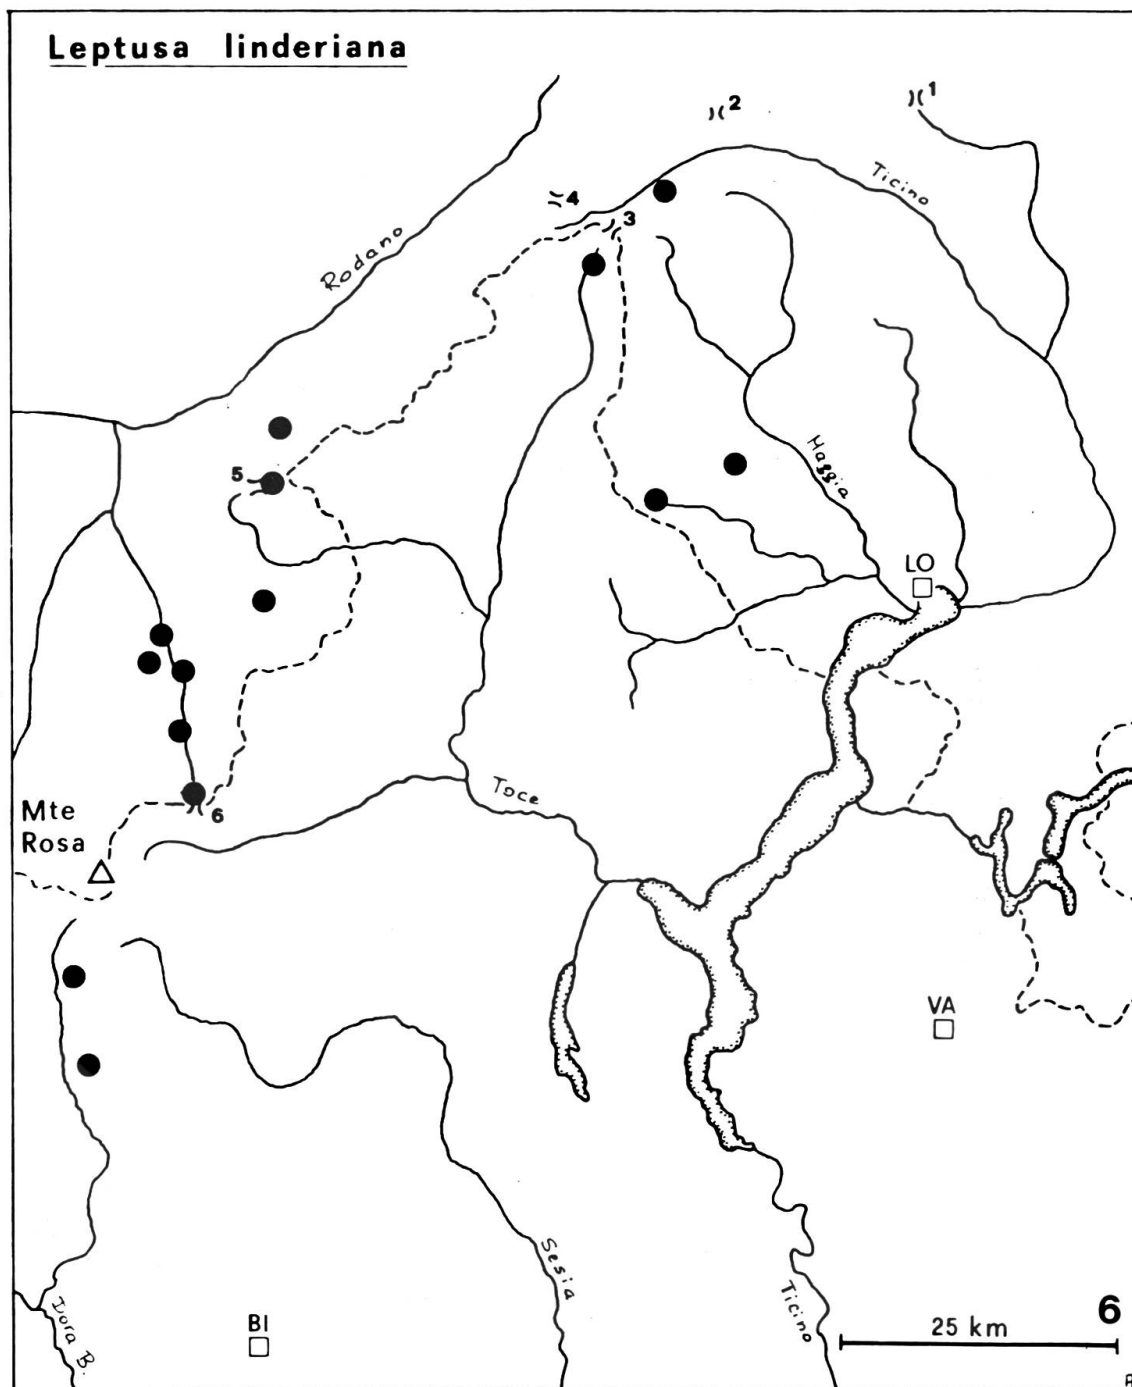 Leptusa linderiana
1
2
Ticino
4
3
Rodano
5
Maggia
LO
Mte
Rosa
6
Toce
VA
Sesia
Ticino
Dora B.
BI
6
25 km